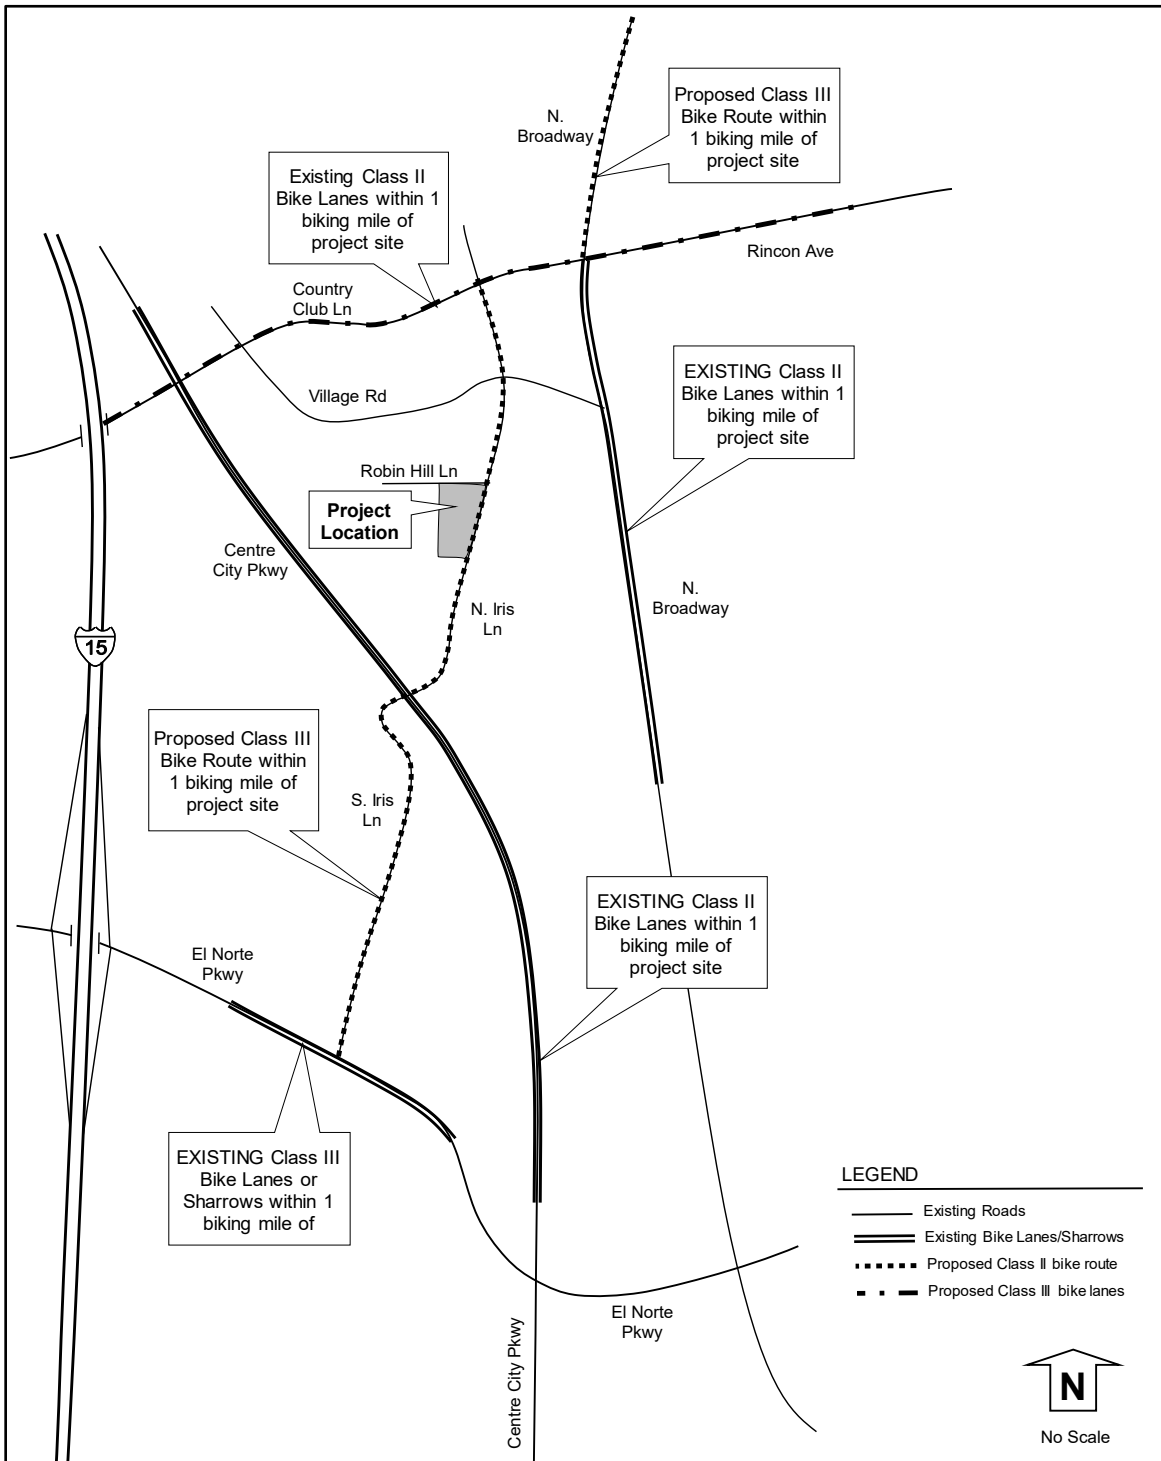 N.
Broadway
Proposed Class III
Bike Route within
1 biking mile of
project site
Existing Class II
Bike Lanes within 1
biking mile of
project site
Rincon Ave
Country
Club Ln
EXISTING Class II
Bike Lanes within 1
biking mile of
project site
Village Rd
Robin Hill Ln
Project
Location
Centre
City Pkwy
N. Iris
Ln
N.
Broadway
15
Proposed Class III
Bike Route within
1 biking mile of
project site
S. Iris
Ln
EXISTING Class II
Bike Lanes within 1
biking mile of
project site
El Norte
Pkwy
EXISTING Class III
Bike Lanes or
Sharrows within 1
biking mile of
El Norte
Pkwy
Centre City Pkwy
LEGEND
Existing Roads
Existing Bike Lanes/Sharrows
Proposed Class II bike route
Proposed Class III bike lanes
N
No Scale